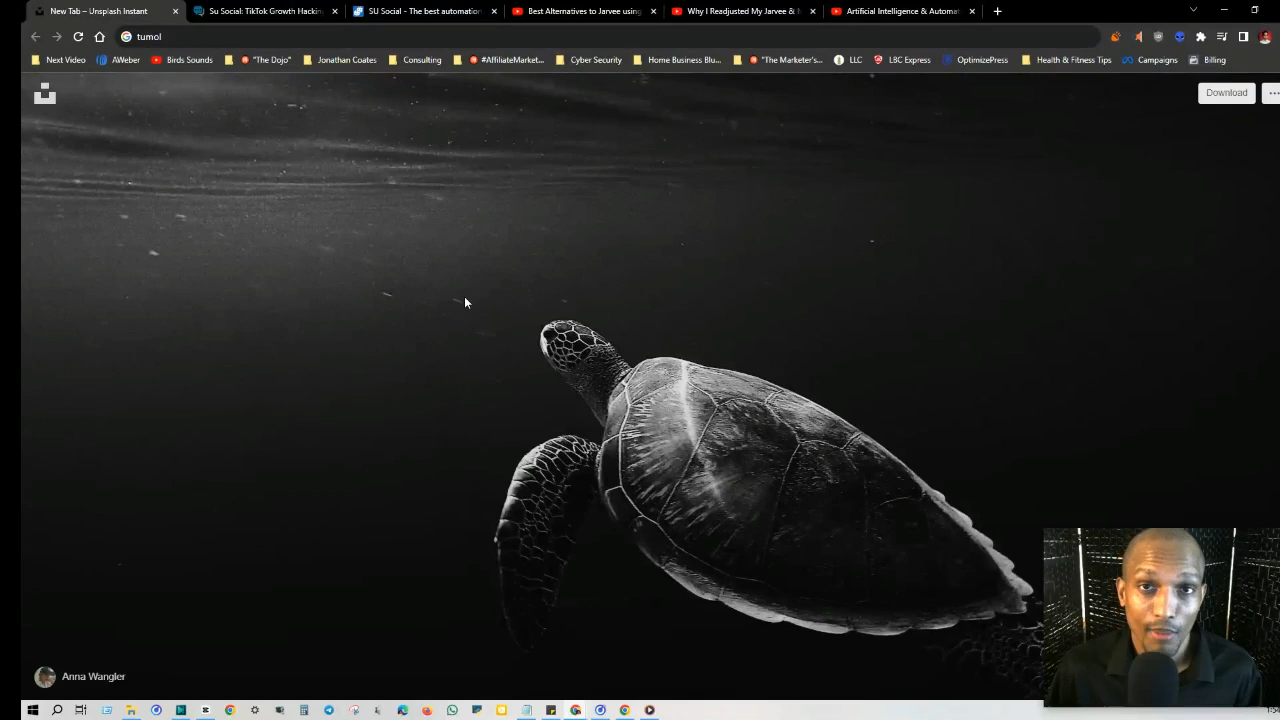 New Tab – Unsplash Instant
Su Social: TikTok Growth Hackin
SU Social - The best automation
Best Alternatives to Jarvee using
Why I Readjusted My Jarvee &
Artificial Intelligence & Automat
tumol
Next Video
AWeber
Birds Sounds
"The Dojo"
Jonathan Coates
Consulting
#AffiliateMarket...
Cyber Security
Home Business Blu...
"The Marketer's...
LLC
LBC Express
OptimizePress
Health & Fitness Tips
Campaigns
Billing
Download
Anna Wangler